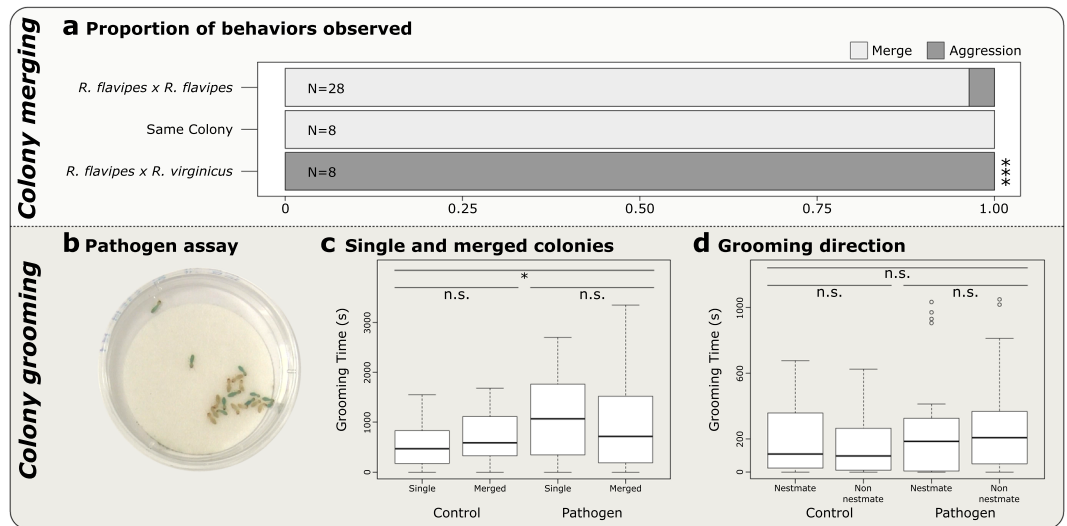 Colony merging
a Proportion of behaviors observed
Merge Aggression
R. flavipes x R. flavipes N=28
Same Colony N=8
R. flavipes x R. virginicus N=8 ***
0 0.25 0.50 0.75 1.00
Colony grooming
b Pathogen assay
c Single and merged colonies
*
n.s. n.s.
Grooming Time (s)
3000
2000
1000
0
Single Merged Single Merged
Control Pathogen
d Grooming direction
n.s.
n.s. n.s.
Grooming Time (s)
1000
600
200
0
Nestmate Non nestmate Nestmate Non nestmate
Control Pathogen